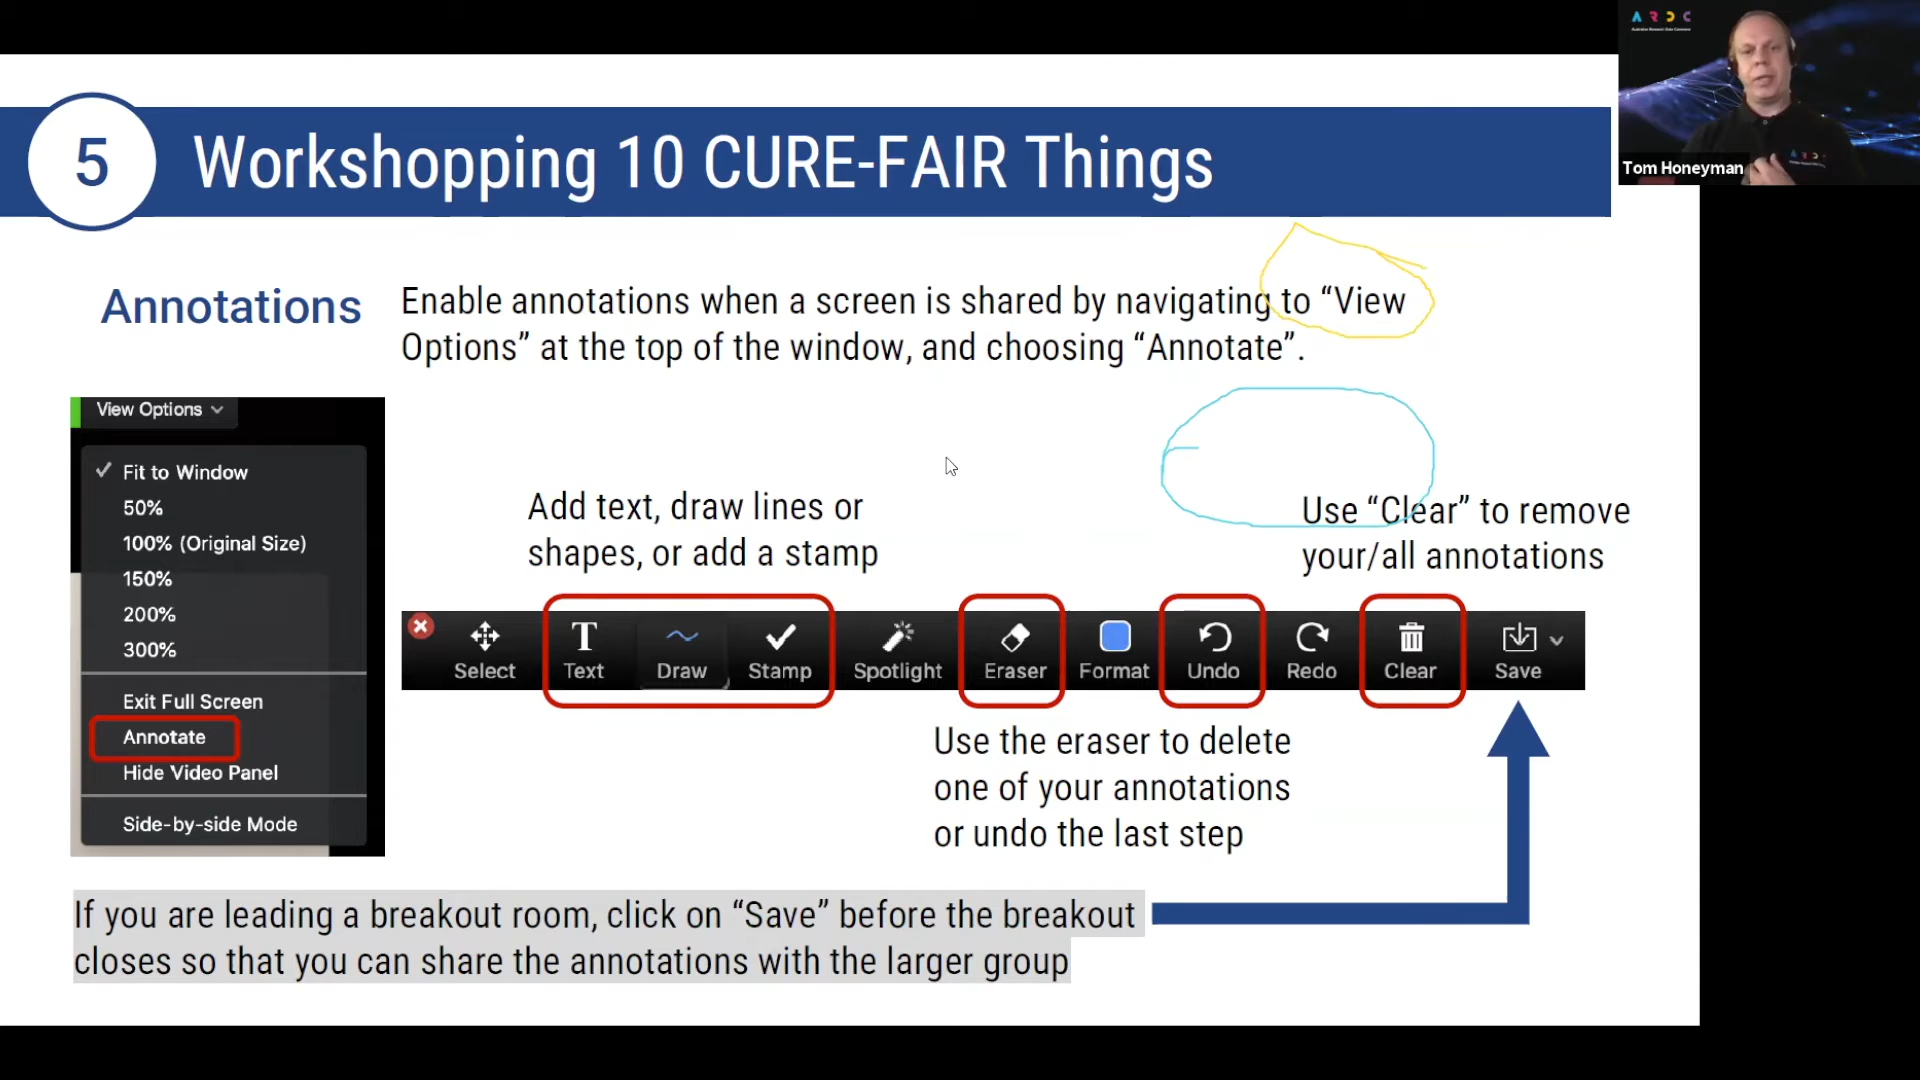 ARDC
Tom Honeyman
5
Workshopping 10 CURE-FAIR Things
Annotations
Enable annotations when a screen is shared by navigating to “View
Options” at the top of the window, and choosing “Annotate”.
View Options
Fit to Window
50%
100% (Original Size)
150%
200%
300%
Exit Full Screen
Annotate
Hide Video Panel
Side-by-side Mode
Add text, draw lines or
shapes, or add a stamp
Use “Clear” to remove
your/all annotations
Select Text Draw Stamp Spotlight Eraser Format Undo Redo Clear Save
Use the eraser to delete
one of your annotations
or undo the last step
If you are leading a breakout room, click on “Save” before the breakout
closes so that you can share the annotations with the larger group